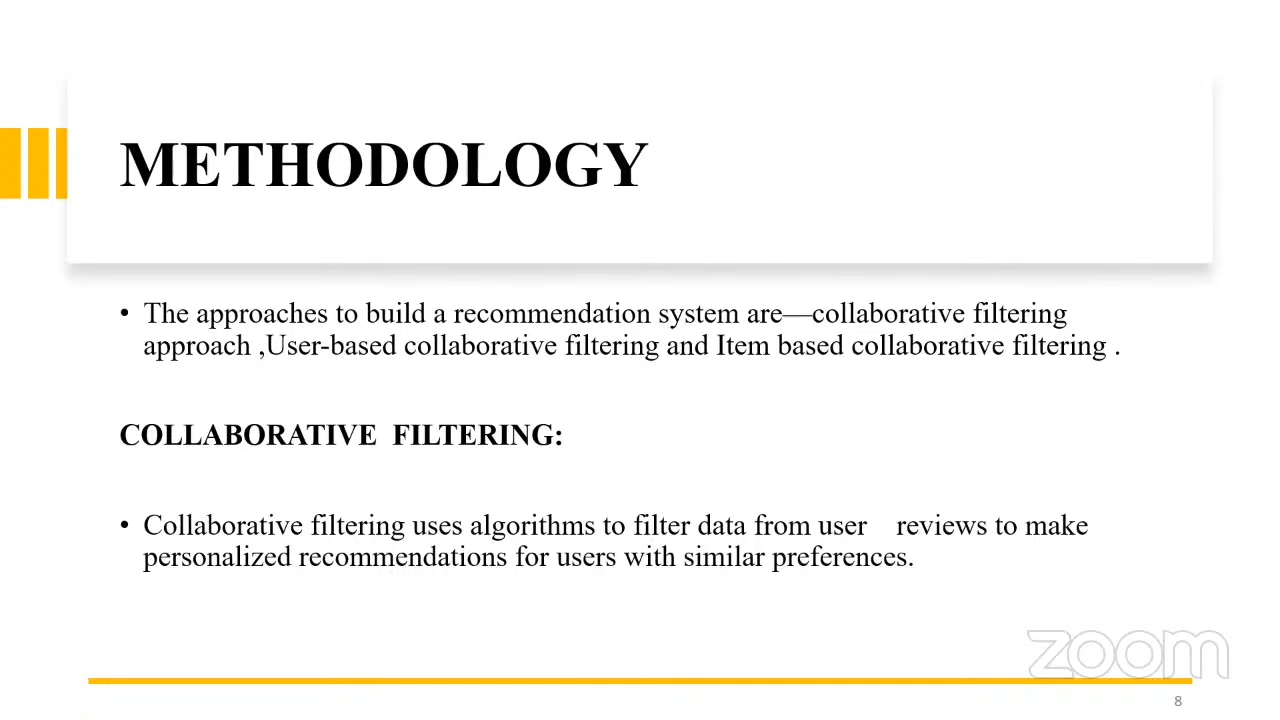 METHODOLOGY
• The approaches to build a recommendation system are—collaborative filtering
approach ,User-based collaborative filtering and Item based collaborative filtering .
COLLABORATIVE  FILTERING:
• Collaborative filtering uses algorithms to filter data from user    reviews to make
personalized recommendations for users with similar preferences.
zoom
8